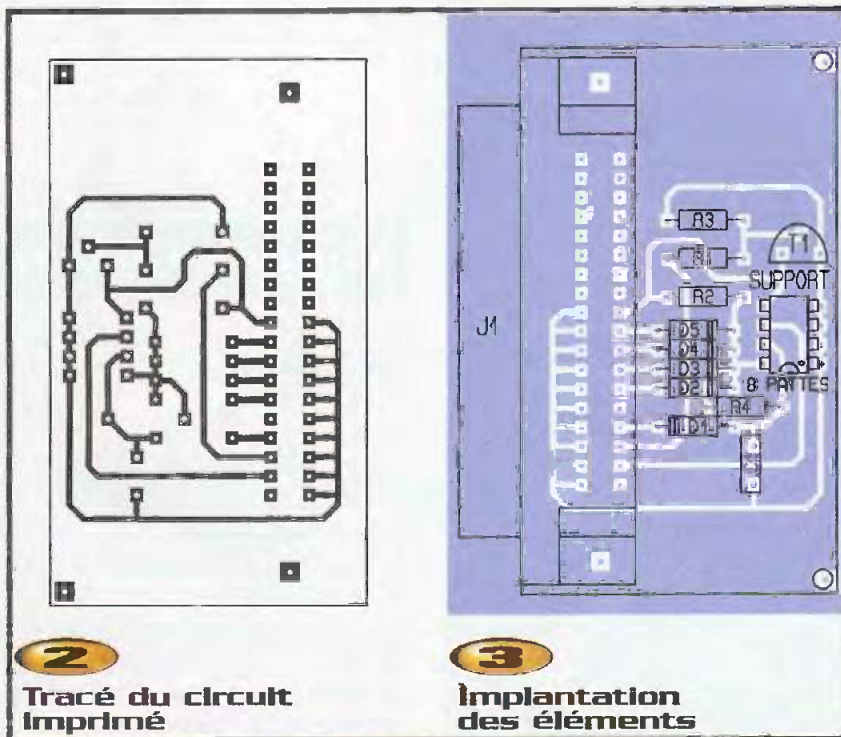 J1
R3
T1
R2
SUPPORT
D5
D4
D3
D2
8 PATTES
R4
D1
2
Tracé du circuit
imprimé
3
Implantation
des éléments